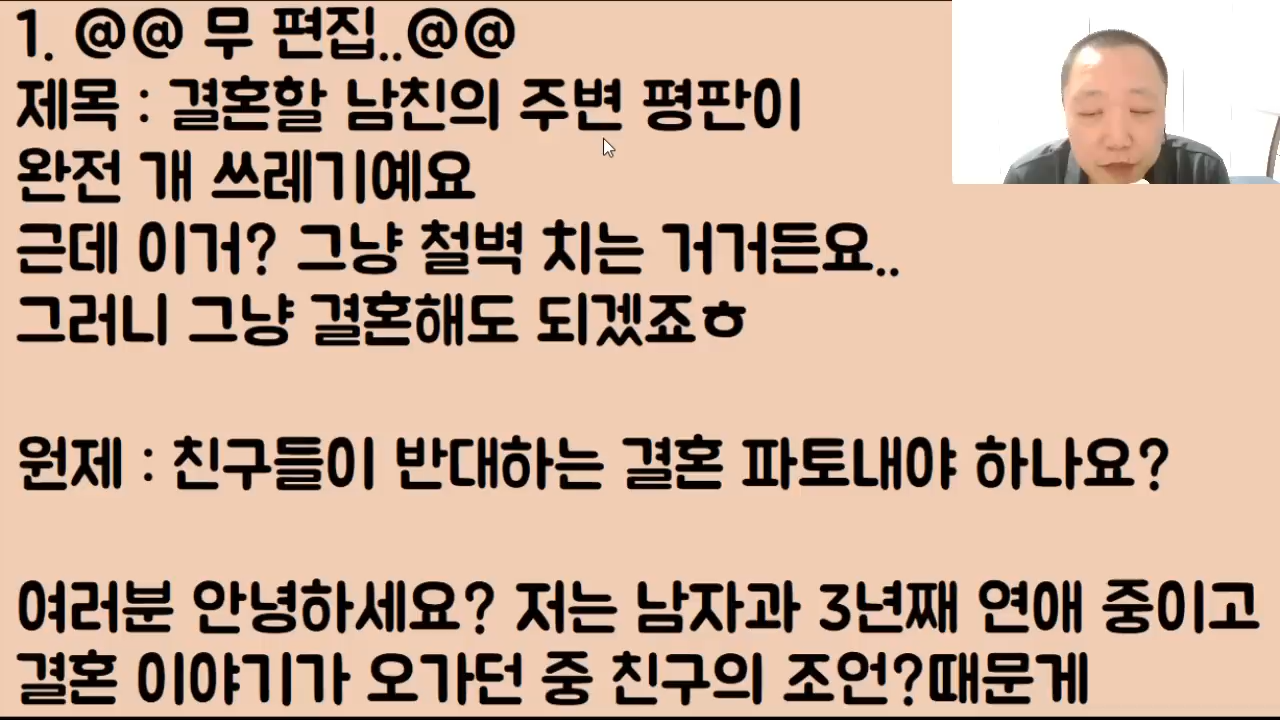 1. @@ 무 편집..@@
제목 : 결혼할 남친의 주변 평판이
완전 개 쓰레기예요
근데 이거? 그냥 철벽 치는 거거든요..
그러니 그냥 결혼해도 되겠죠ㅎ
원제 : 친구들이 반대하는 결혼 파토내야 하나요?
여러분 안녕하세요? 저는 남자과 3년째 연애 중이고
결혼 이야기가 오가던 중 친구의 조언?때문게